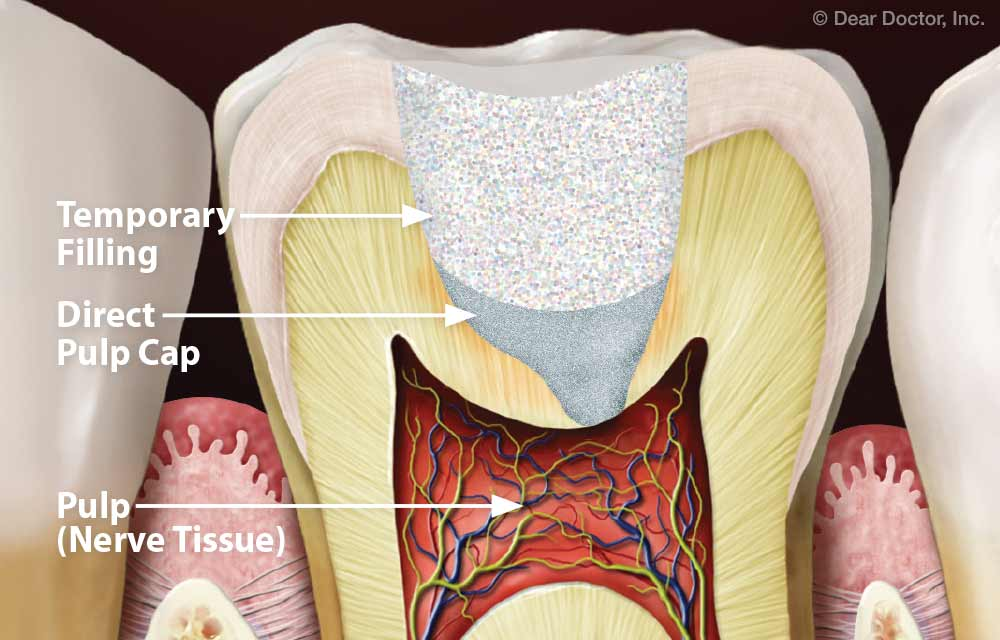 © Dear Doctor, Inc.
Temporary
Filling
Direct
Pulp Cap
Pulp
(Nerve Tissue)